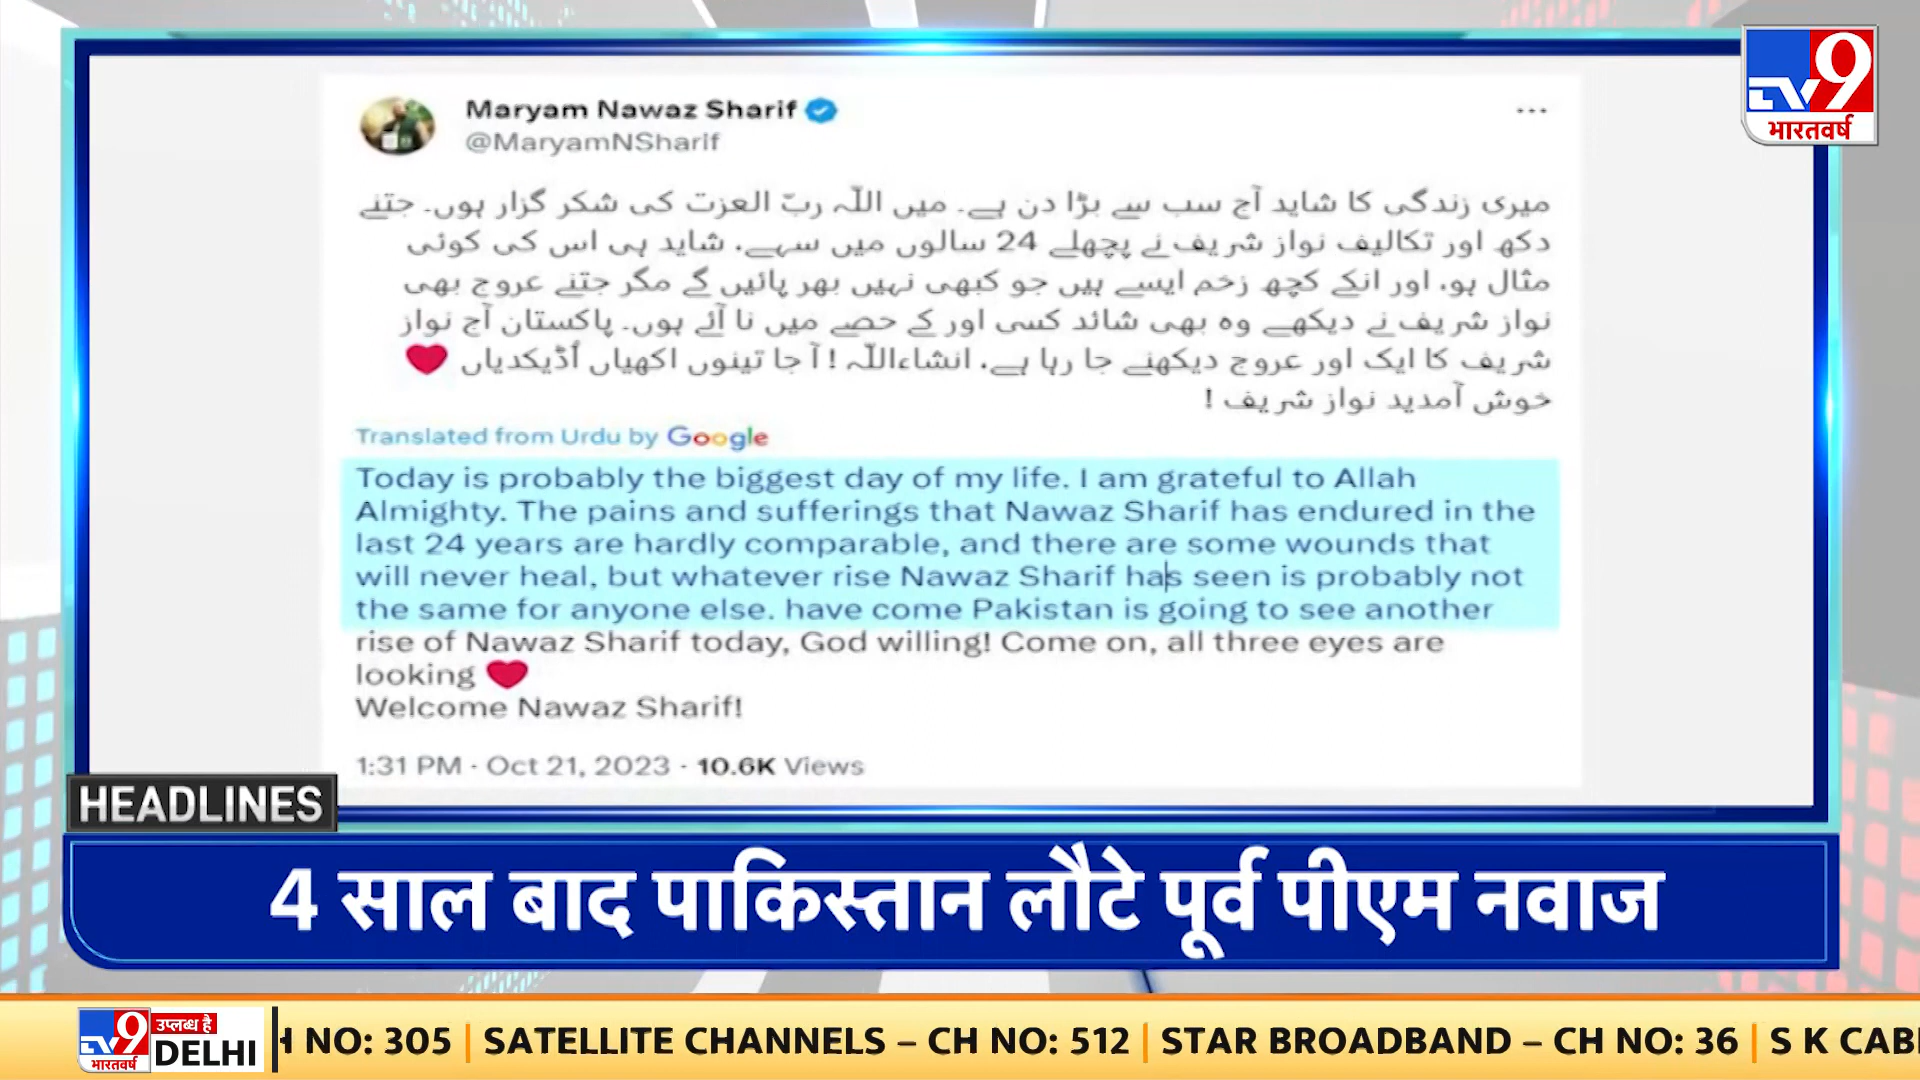 TV9
भारतवर्ष
Maryam Nawaz Sharif
@MaryamNSharif
میری زندگی کا شاید آج سب سے بڑا دن ہے۔ میں اللّہ ربّ العزت کی شکر گزار ہوں۔ جتنے
دکھ اور تکالیف نواز شریف نے پچھلے 24 سالوں میں سہے، شاید ہی اس کی کوئی
مثال ہو، اور انکے کچھ زخم ایسے ہیں جو کبھی نہیں بھر پائیں گے مگر جتنے عروج بھی
نواز شریف نے دیکھے وہ بھی شائد کسی اور کے حصے میں نا آئے ہوں۔ پاکستان آج نواز
شریف کا ایک اور عروج دیکھنے جا رہا ہے، انشاءاللّہ ! آ جا تینوں اکھیاں اُڈیکدیاں ❤
خوش آمدید نواز شریف !
Translated from Urdu by Google
Today is probably the biggest day of my life. I am grateful to Allah
Almighty. The pains and sufferings that Nawaz Sharif has endured in the
last 24 years are hardly comparable, and there are some wounds that
will never heal, but whatever rise Nawaz Sharif has seen is probably not
the same for anyone else. have come Pakistan is going to see another
rise of Nawaz Sharif today, God willing! Come on, all three eyes are
looking ❤
Welcome Nawaz Sharif!
1:31 PM · Oct 21, 2023 · 10.6K Views
HEADLINES
4 साल बाद पाकिस्तान लौटे पूर्व पीएम नवाज
TV9 भारतवर्ष उप्लब्ध है DELHI
H NO: 305 | SATELLITE CHANNELS – CH NO: 512 | STAR BROADBAND – CH NO: 36 | S K CAB